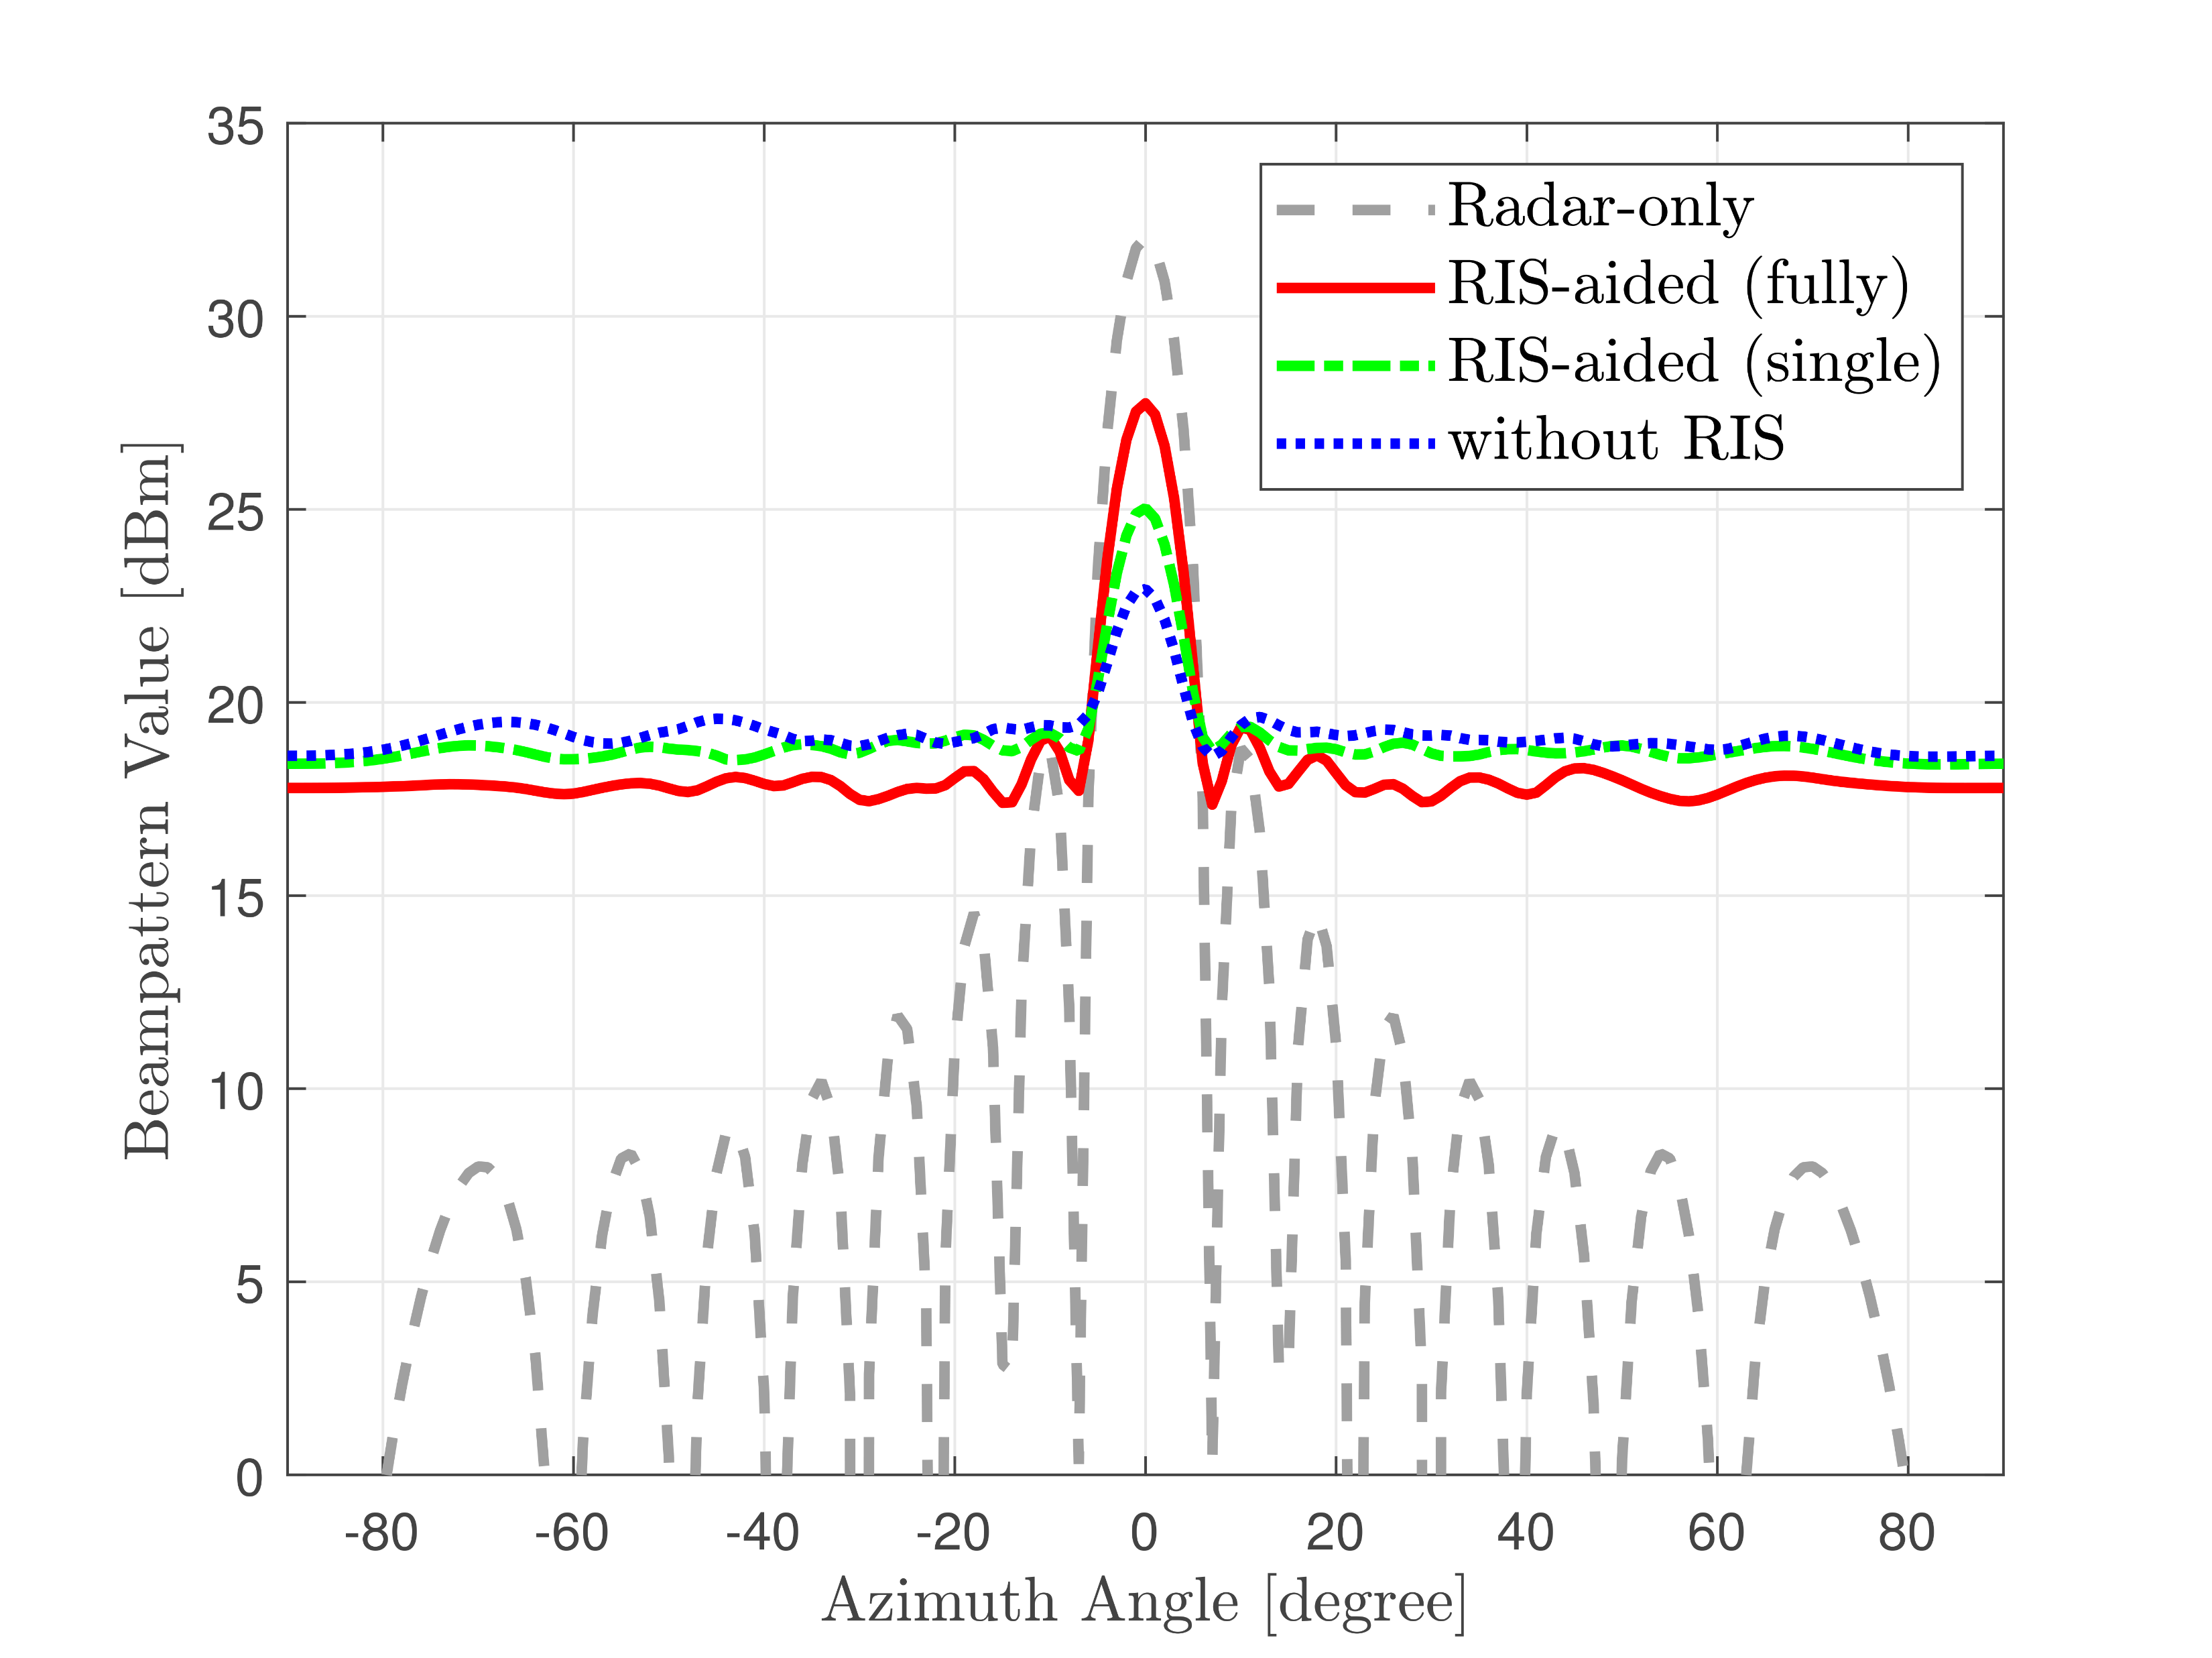 35
30
25
20
15
10
5
0
Beampattern Value [dBm]
Radar-only
RIS-aided (fully)
RIS-aided (single)
without RIS
-80 -60 -40 -20 0 20 40 60 80
Azimuth Angle [degree]